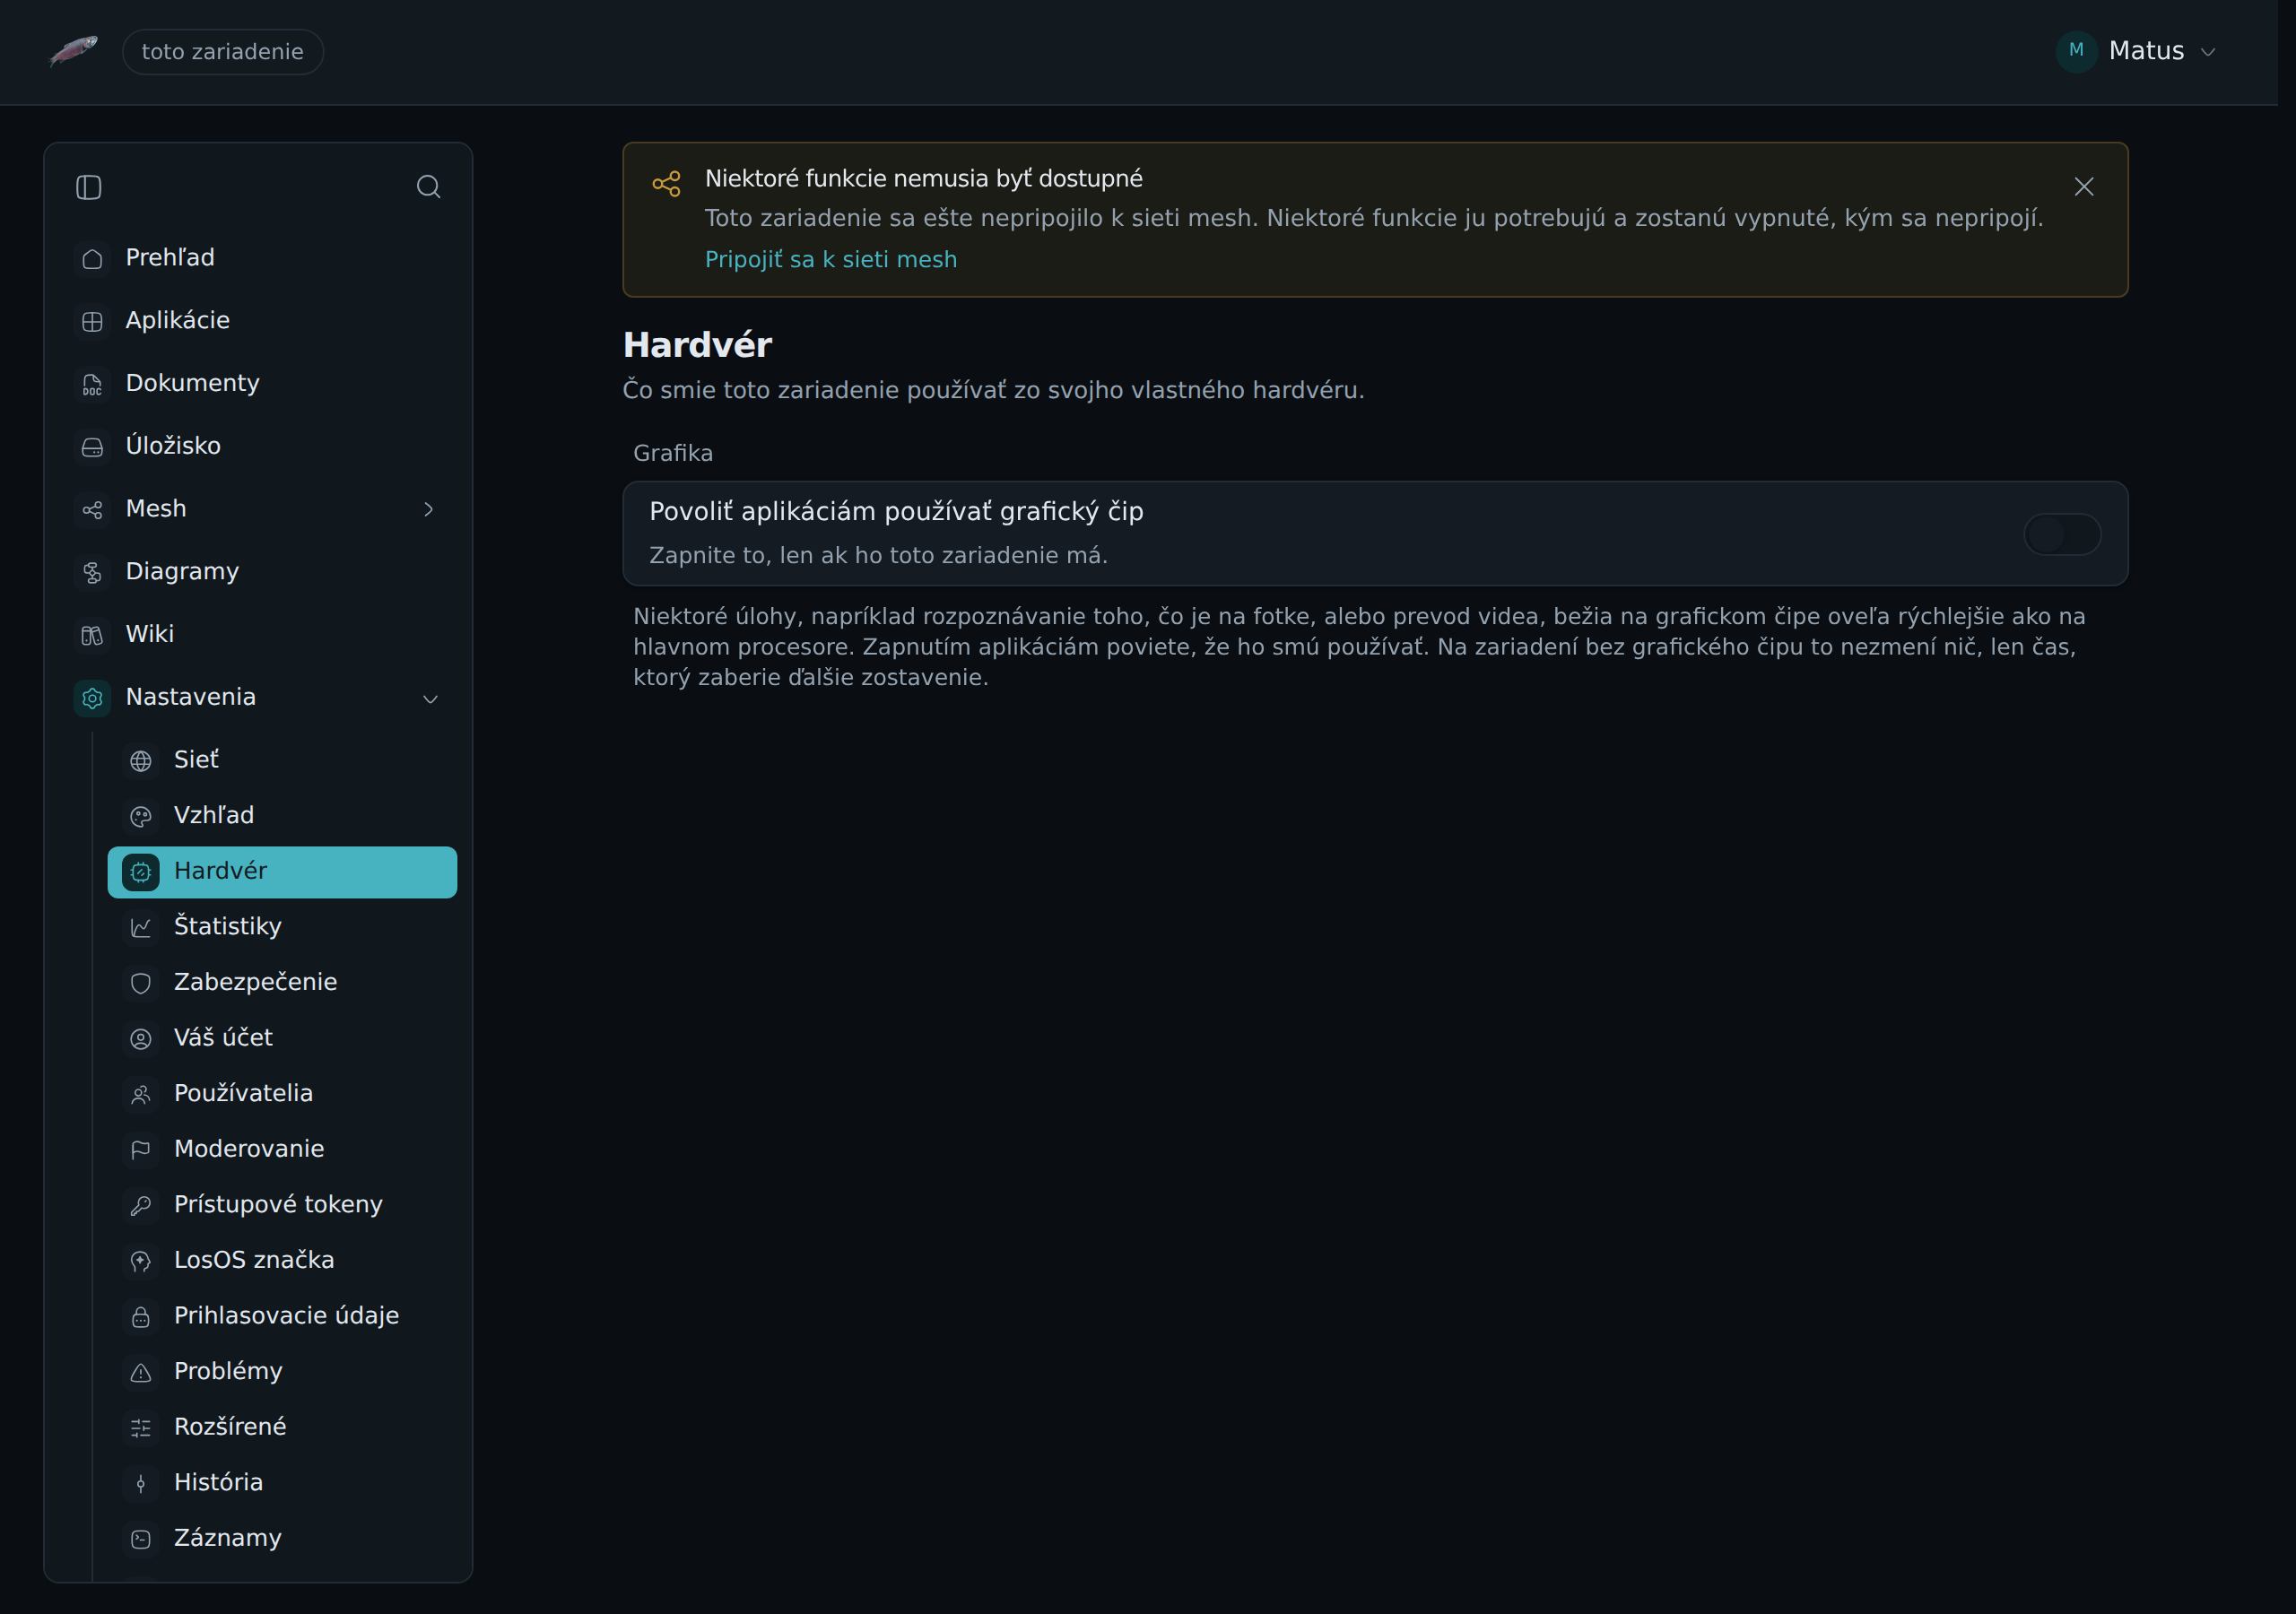 toto zariadenie
M Matus
Niektoré funkcie nemusia byť dostupné
Toto zariadenie sa ešte nepripojilo k sieti mesh. Niektoré funkcie ju potrebujú a zostanú vypnuté, kým sa nepripojí.
Pripojiť sa k sieti mesh
Prehľad
Aplikácie
Dokumenty
Úložisko
Mesh
Diagramy
Wiki
Nastavenia
Sieť
Vzhľad
Hardvér
Štatistiky
Zabezpečenie
Váš účet
Používatelia
Moderovanie
Prístupové tokeny
LosOS značka
Prihlasovacie údaje
Problémy
Rozšírené
História
Záznamy
Hardvér
Čo smie toto zariadenie používať zo svojho vlastného hardvéru.
Grafika
Povoliť aplikáciám používať grafický čip
Zapnite to, len ak ho toto zariadenie má.
Niektoré úlohy, napríklad rozpoznávanie toho, čo je na fotke, alebo prevod videa, bežia na grafickom čipe oveľa rýchlejšie ako na
hlavnom procesore. Zapnutím aplikáciám poviete, že ho smú používať. Na zariadení bez grafického čipu to nezmení nič, len čas,
ktorý zaberie ďalšie zostavenie.